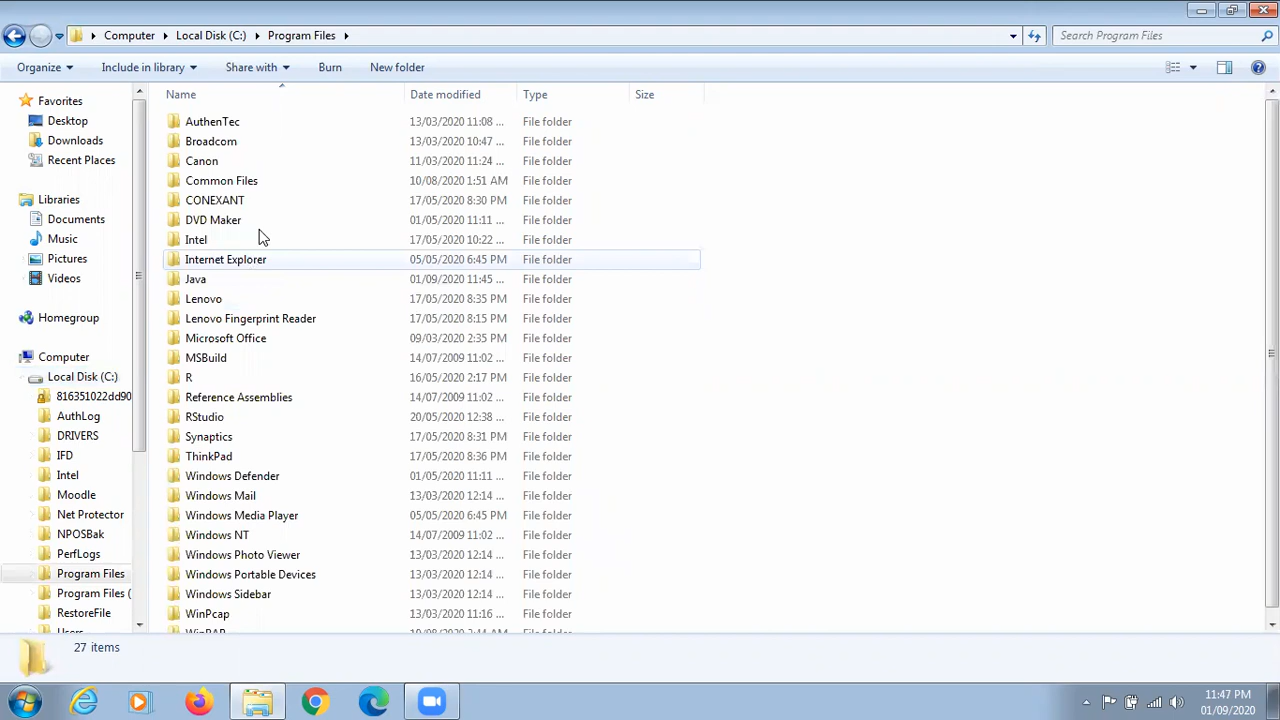 Computer Local Disk (C:) Program Files Search Program Files
Organize Include in library Share with Burn New folder
Name Date modified Type Size
Favorites
Desktop
Downloads
Recent Places
Libraries
Documents
Music
Pictures
Videos
Homegroup
Computer
Local Disk (C:)
816351022dd90
AuthLog
DRIVERS
IFD
Intel
Moodle
Net Protector
NPOSBak
PerfLogs
Program Files
Program Files (
RestoreFile
Users
AuthenTec 13/03/2020 11:08 ... File folder
Broadcom 13/03/2020 10:47 ... File folder
Canon 11/03/2020 11:24 ... File folder
Common Files 10/08/2020 1:51 AM File folder
CONEXANT 17/05/2020 8:30 PM File folder
DVD Maker 01/05/2020 11:11 ... File folder
Intel 17/05/2020 10:22 ... File folder
Internet Explorer 05/05/2020 6:45 PM File folder
Java 01/09/2020 11:45 ... File folder
Lenovo 17/05/2020 8:35 PM File folder
Lenovo Fingerprint Reader 17/05/2020 8:15 PM File folder
Microsoft Office 09/03/2020 2:35 PM File folder
MSBuild 14/07/2009 11:02 ... File folder
R 16/05/2020 2:17 PM File folder
Reference Assemblies 14/07/2009 11:02 ... File folder
RStudio 20/05/2020 12:38 ... File folder
Synaptics 17/05/2020 8:31 PM File folder
ThinkPad 17/05/2020 8:36 PM File folder
Windows Defender 01/05/2020 11:11 ... File folder
Windows Mail 13/03/2020 12:14 ... File folder
Windows Media Player 05/05/2020 6:45 PM File folder
Windows NT 14/07/2009 11:02 ... File folder
Windows Photo Viewer 13/03/2020 12:14 ... File folder
Windows Portable Devices 13/03/2020 12:14 ... File folder
Windows Sidebar 13/03/2020 12:14 ... File folder
WinPcap 13/03/2020 11:16 ... File folder
WinRAR 10/08/2020 2:44 AM File folder
27 items
11:47 PM
01/09/2020